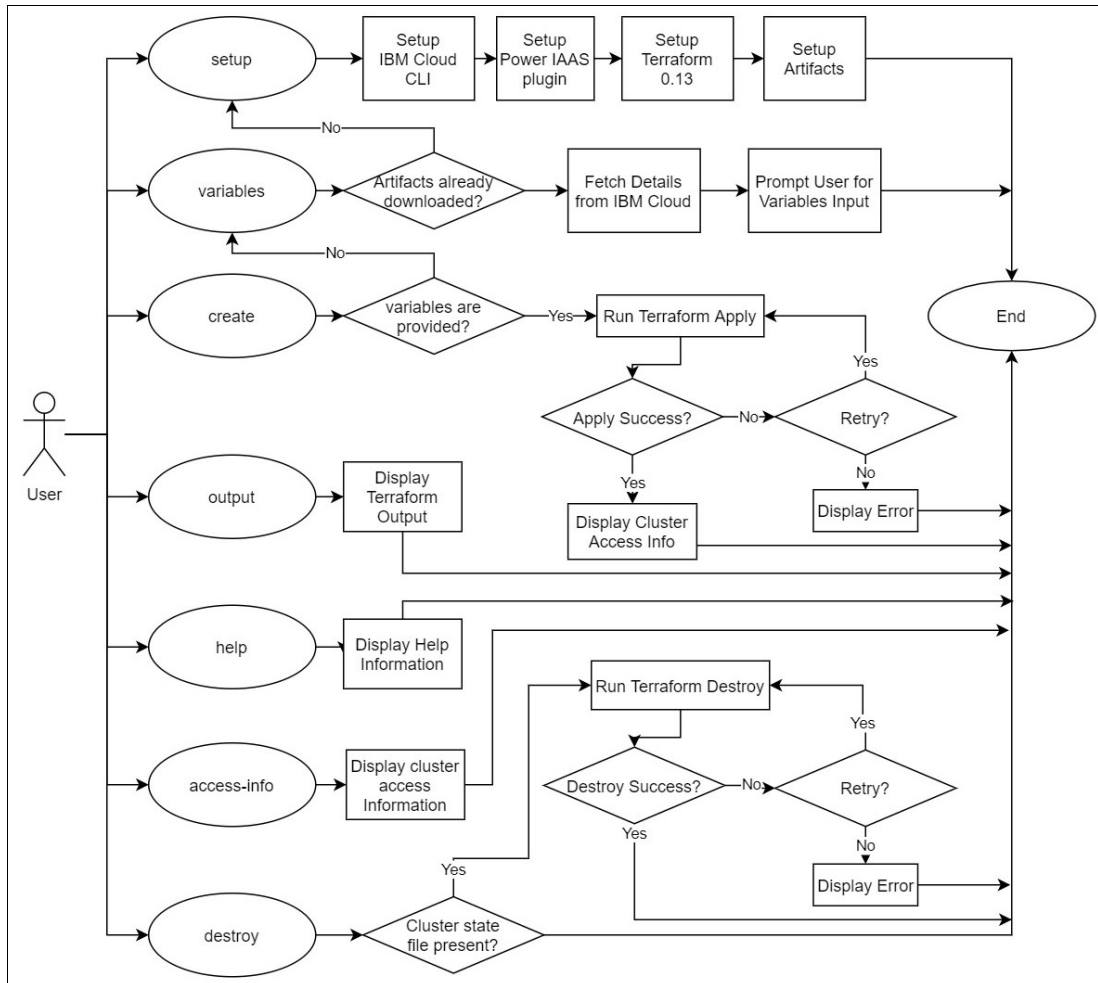 setup
Setup
IBM Cloud
CLI
Setup
Power IAAS
plugin
Setup
Terraform
0.13
Setup
Artifacts
No
variables
Artifacts already
downloaded?
Fetch Details
from IBM Cloud
Prompt User for
Variables Input
No
create
variables are
provided?
Yes
Run Terraform Apply
End
Yes
Apply Success?
No
Retry?
User
Yes
No
output
Display
Terraform
Output
Display Cluster
Access Info
Display Error
help
Display Help
Information
Run Terraform Destroy
Yes
access-info
Display cluster
access
Information
Destroy Success?
No
Retry?
Yes
No
Yes
Display Error
destroy
Cluster state
file present?